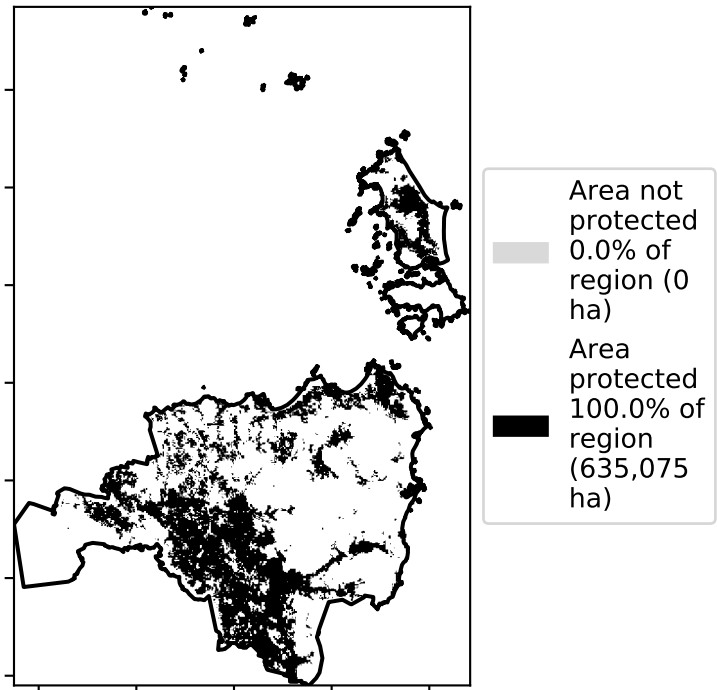 Area not
protected
0.0% of
region (0
ha)
Area
protected
100.0% of
region
(635,075
ha)